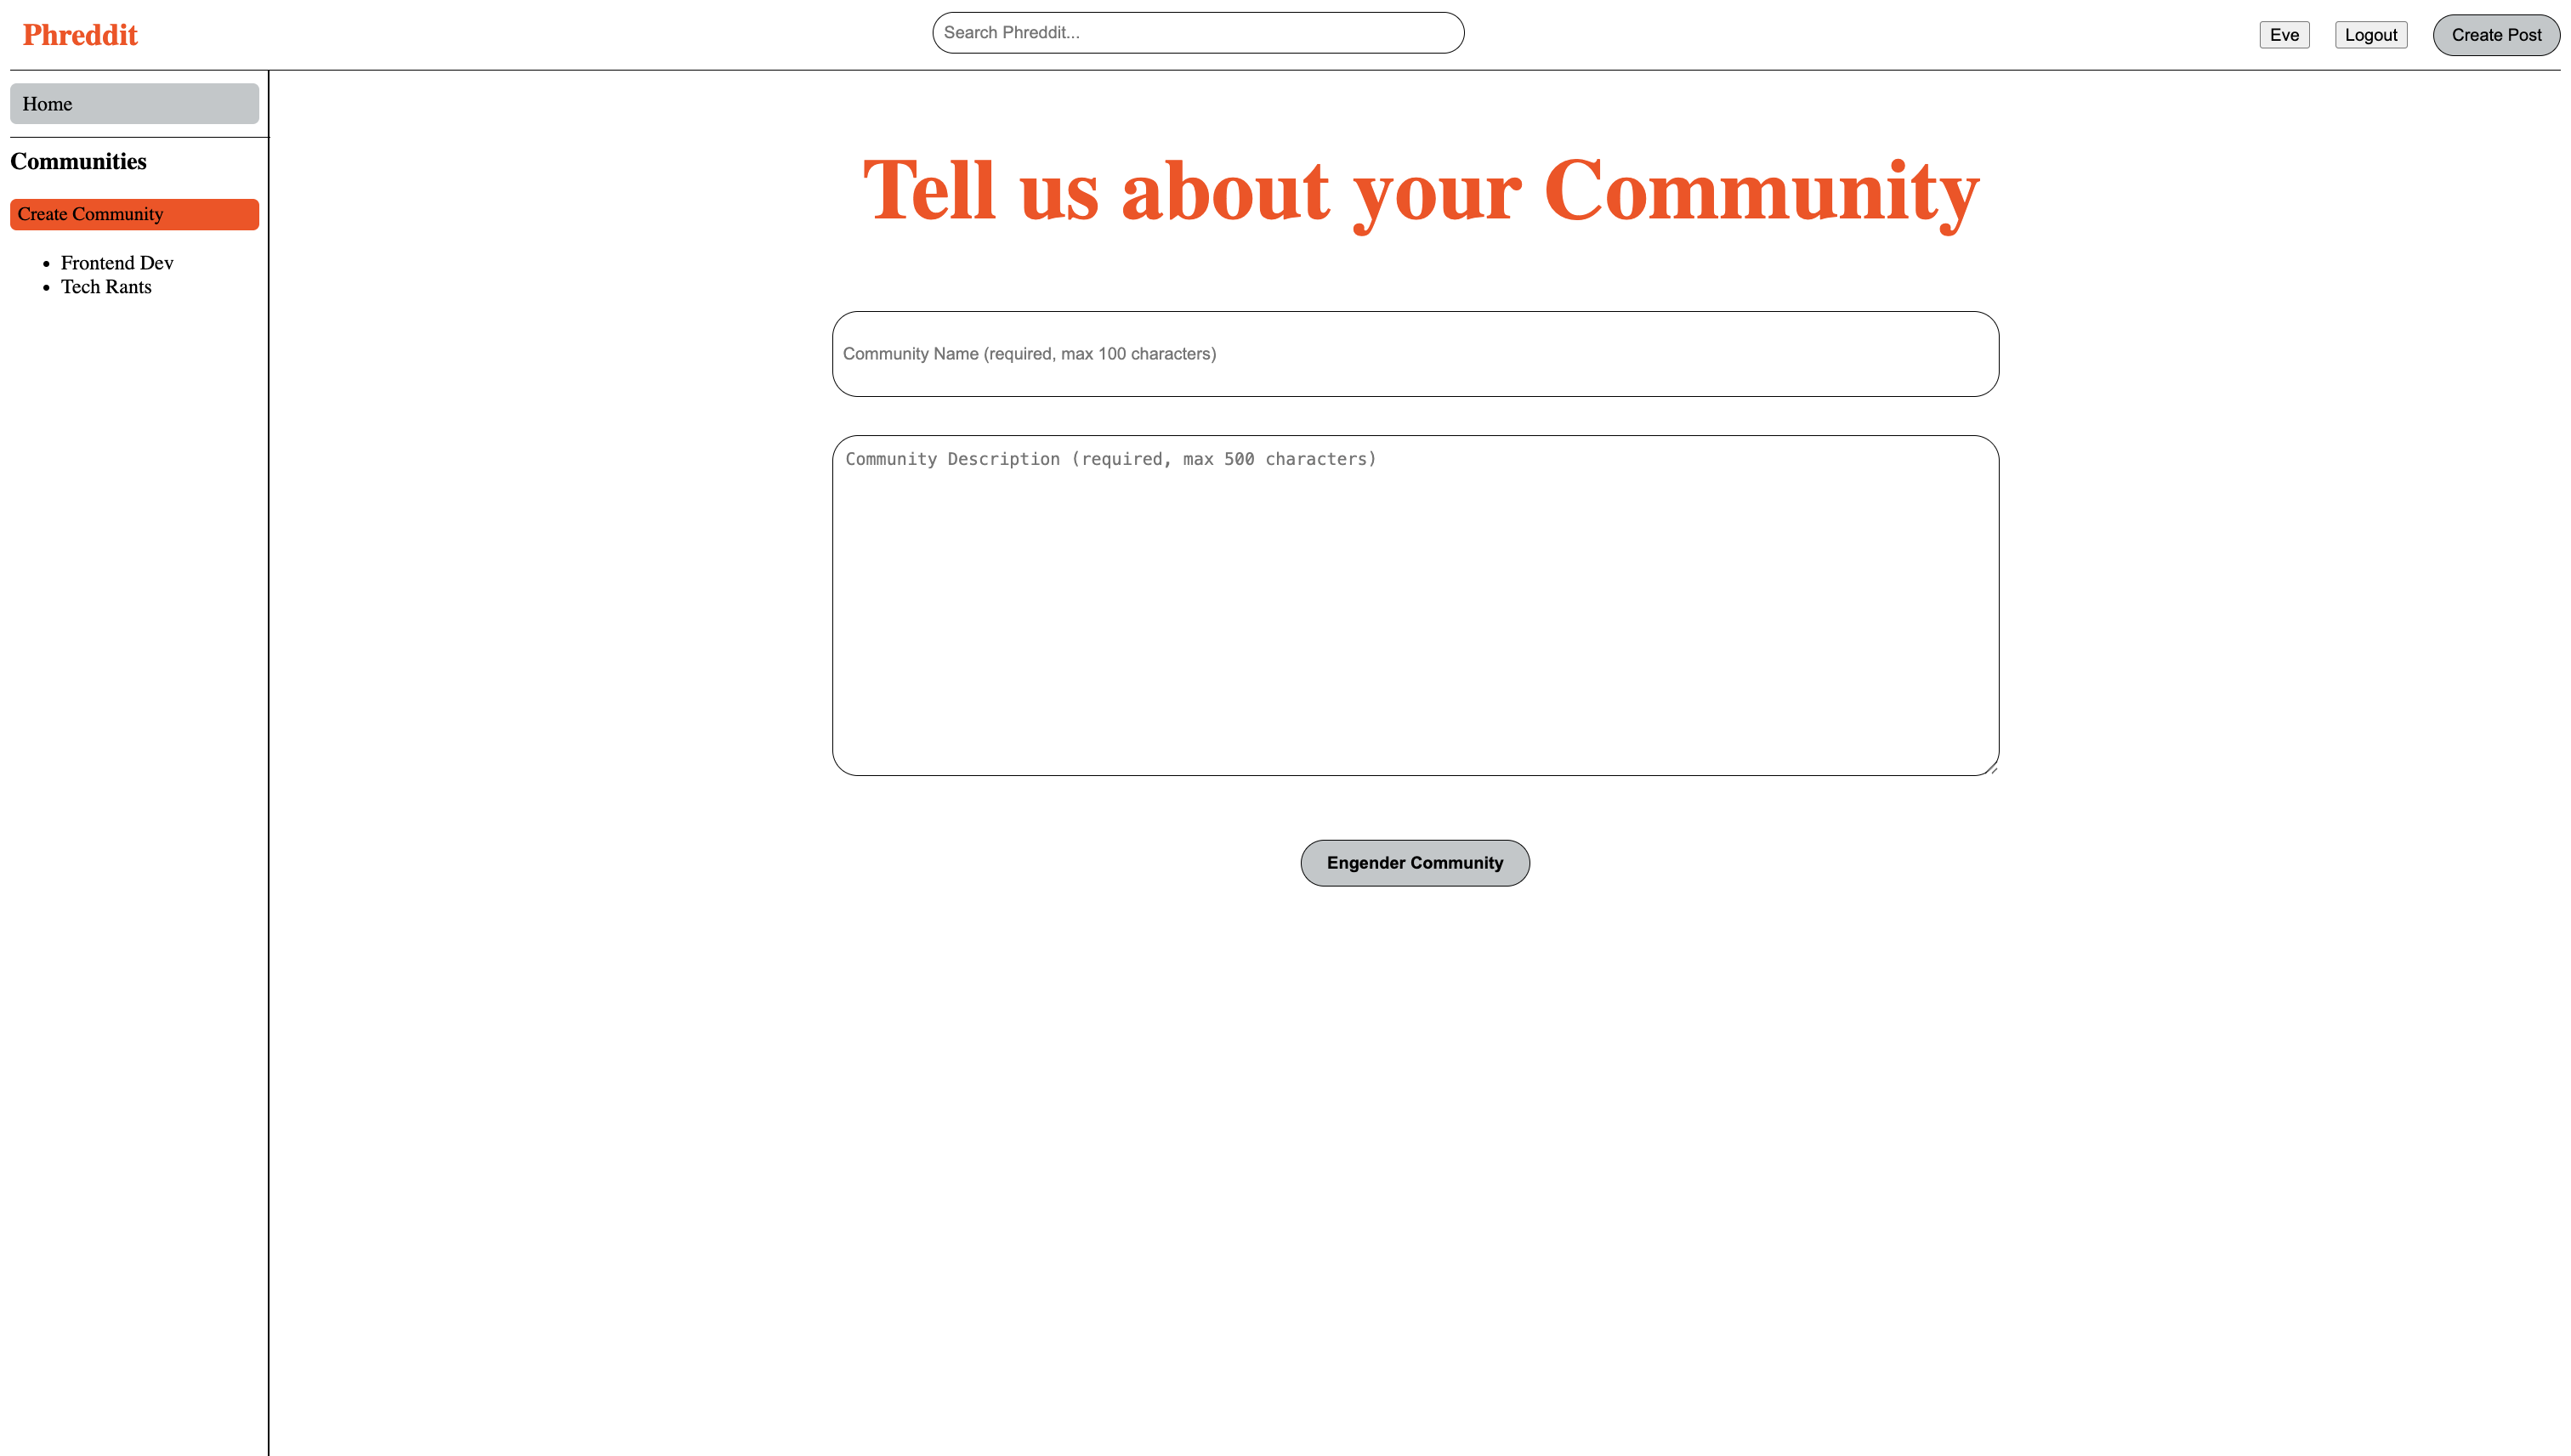 Phreddit
Search Phreddit...
Eve
Logout
Create Post
Home
Communities
Create Community
Frontend Dev
Tech Rants
Tell us about your Community
Community Name (required, max 100 characters)
Community Description (required, max 500 characters)
Engender Community